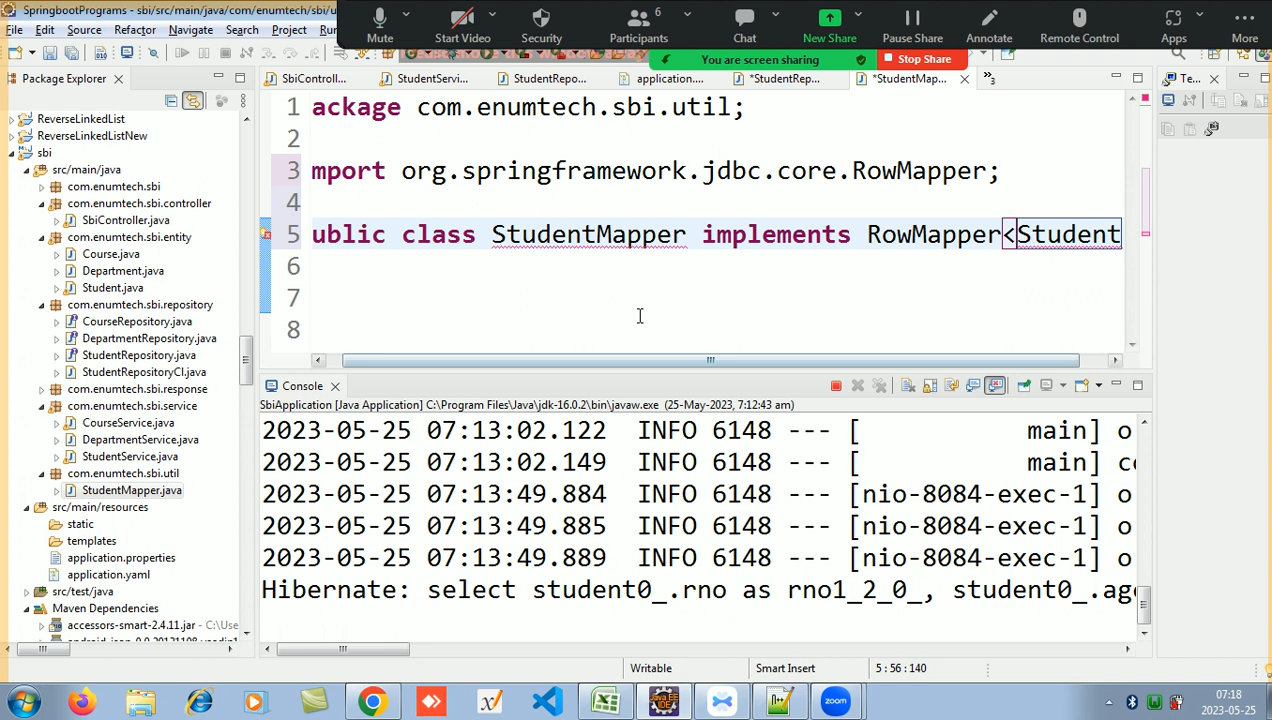 SpringbootPrograms - sbi/src/main/java/com/enumtech/sbi/u
File Edit Source Refactor Navigate Search Project Run
Mute
Start Video
Security
6
Participants
Chat
New Share
Pause Share
Annotate
Remote Control
Apps
More
You are screen sharing
Stop Share
Package Explorer
SbiControll...
StudentServi...
StudentRepo...
application....
*StudentRep...
*StudentMap...
3
Te...
ReverseLinkedList
ReverseLinkedListNew
sbi
src/main/java
com.enumtech.sbi
com.enumtech.sbi.controller
SbiController.java
com.enumtech.sbi.entity
Course.java
Department.java
Student.java
com.enumtech.sbi.repository
CourseRepository.java
DepartmentRepository.java
StudentRepository.java
StudentRepositoryCI.java
com.enumtech.sbi.response
com.enumtech.sbi.service
CourseService.java
DepartmentService.java
StudentService.java
com.enumtech.sbi.util
StudentMapper.java
src/main/resources
static
templates
application.properties
application.yaml
src/test/java
Maven Dependencies
accessors-smart-2.4.11.jar - C:\Use
1 ackage com.enumtech.sbi.util;
2
3 mport org.springframework.jdbc.core.RowMapper;
4
5 ublic class StudentMapper implements RowMapper<Student
6
7
8
Console
SbiApplication [Java Application] C:\Program Files\Java\jdk-16.0.2\bin\javaw.exe (25-May-2023, 7:12:43 am)
2023-05-25 07:13:02.122 INFO 6148 --- [ main] o
2023-05-25 07:13:02.149 INFO 6148 --- [ main] co
2023-05-25 07:13:49.884 INFO 6148 --- [nio-8084-exec-1] o
2023-05-25 07:13:49.885 INFO 6148 --- [nio-8084-exec-1] o
2023-05-25 07:13:49.889 INFO 6148 --- [nio-8084-exec-1] o
Hibernate: select student0_.rno as rno1_2_0_, student0_.age
Writable
Smart Insert
5 : 56 : 140
zoom
07:18
2023-05-25